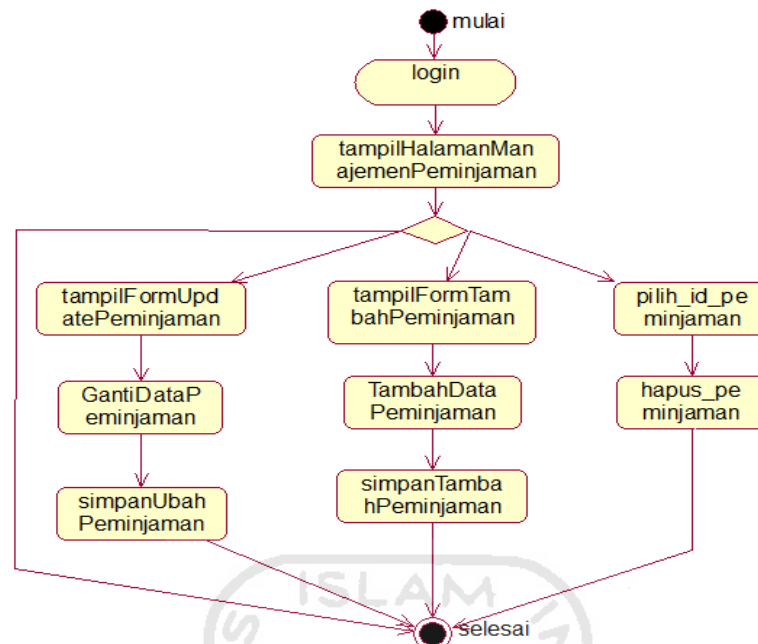 mulai
login
tampilHalamanMan
ajemenPeminjaman
tampilFormUpd
atePeminjaman
tampilFormTam
bahPeminjaman
pilih_id_pe
minjaman
GantiDataP
eminjaman
TambahData
Peminjaman
hapus_pe
minjaman
simpanUbah
Peminjaman
simpanTamba
hPeminjaman
ISLAM
selesai